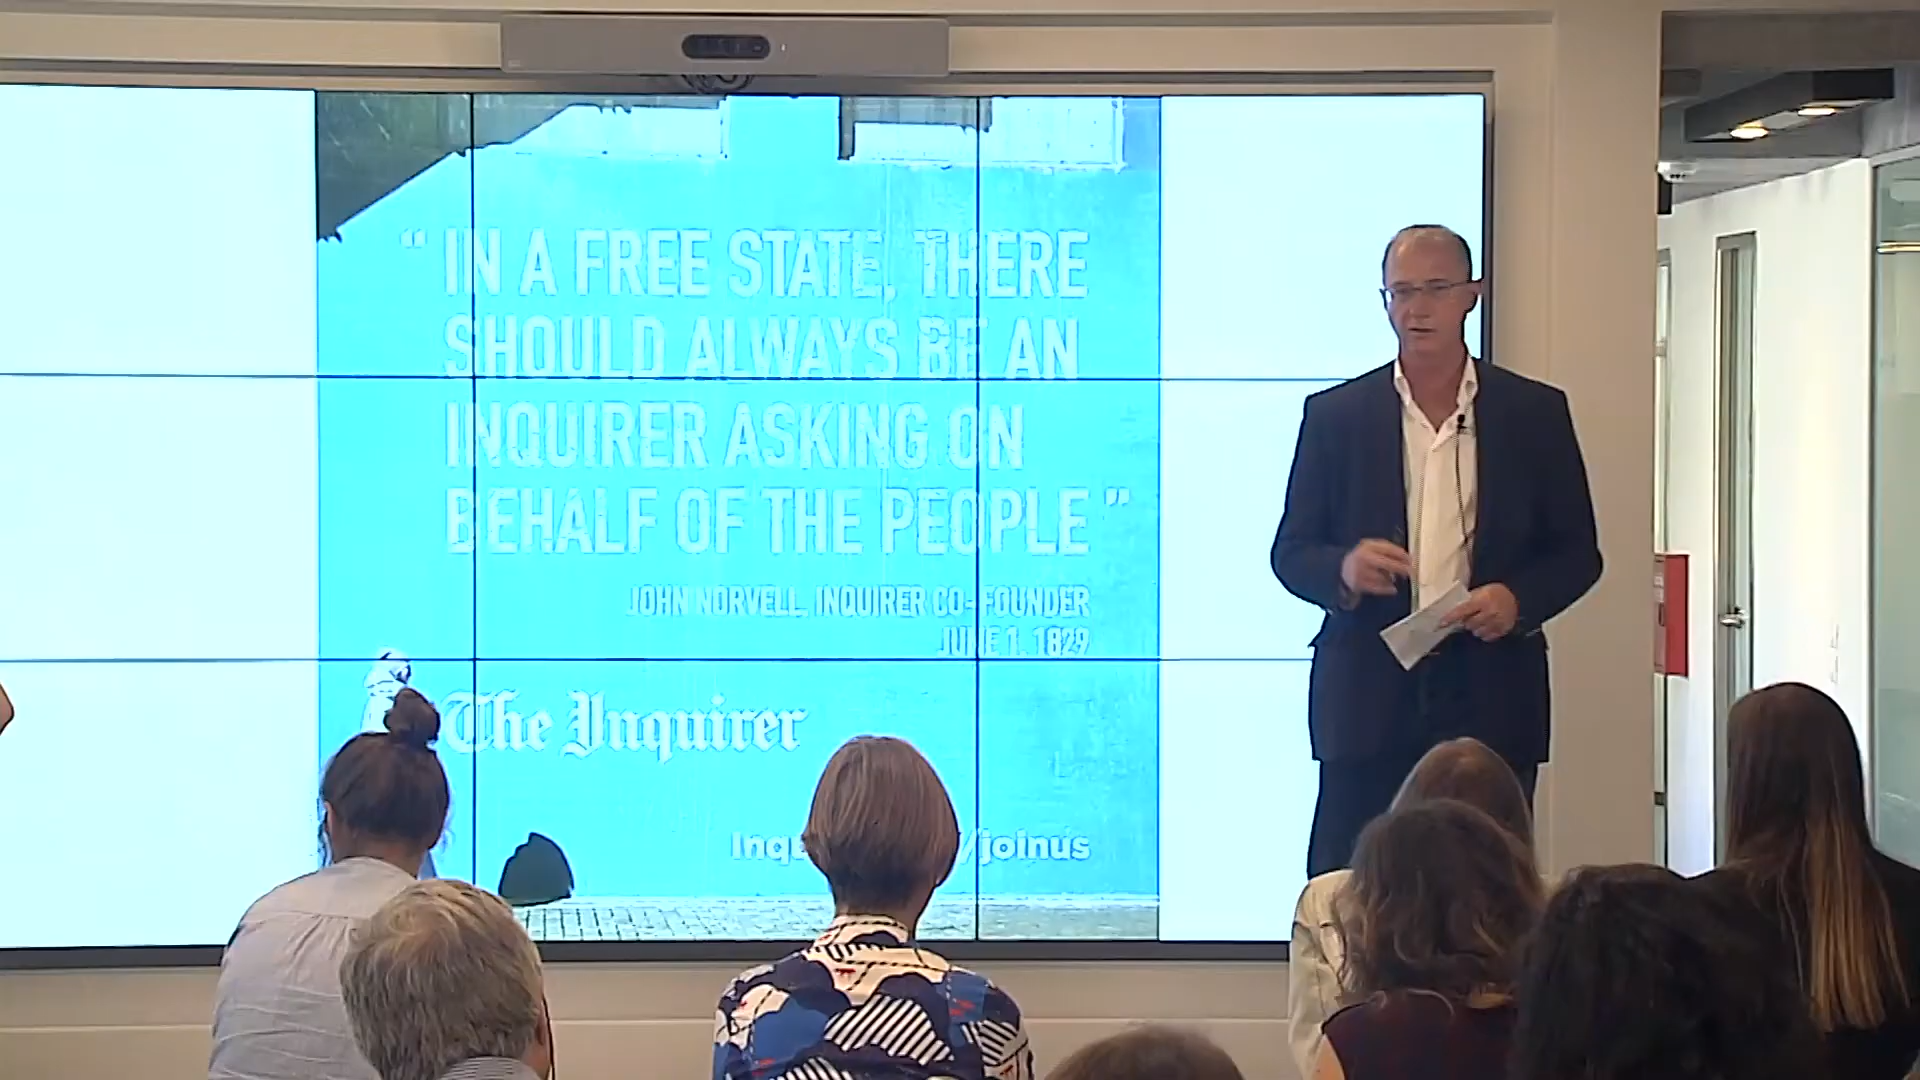 “ IN A FREE STATE, THERE
SHOULD ALWAYS BE AN
INQUIRER ASKING ON
BEHALF OF THE PEOPLE ”
JOHN NORVELL, INQUIRER CO-FOUNDER
JUNE 1, 1829
The Inquirer
/joinus